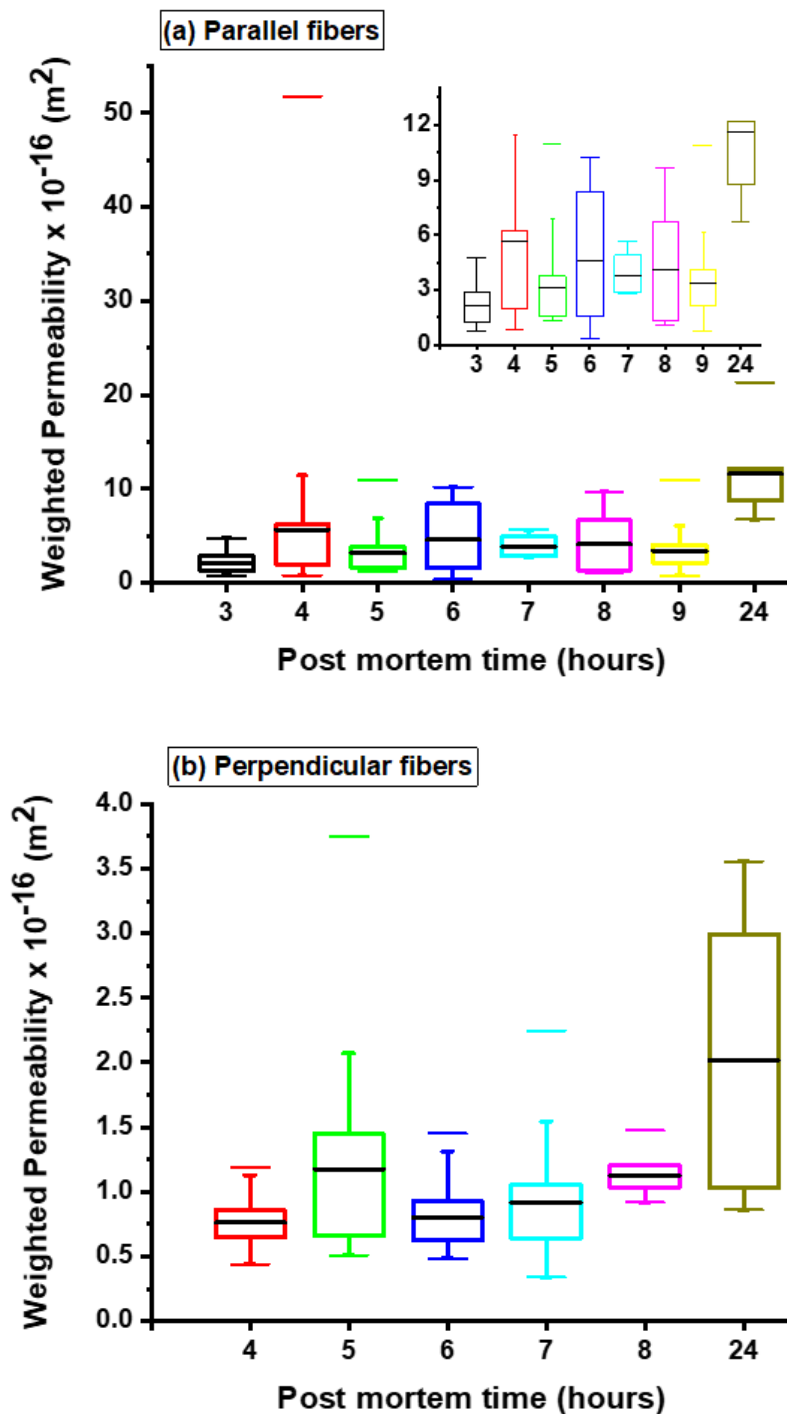 (a) Parallel fibers
Weighted Permeability x 10⁻¹⁶ (m²)
50
40
30
20
10
0
12
9
6
3
0
3 4 5 6 7 8 9 24
3 4 5 6 7 8 9 24
Post mortem time (hours)
(b) Perpendicular fibers
Weighted Permeability x 10⁻¹⁶ (m²)
4.0
3.5
3.0
2.5
2.0
1.5
1.0
0.5
0.0
4 5 6 7 8 24
Post mortem time (hours)